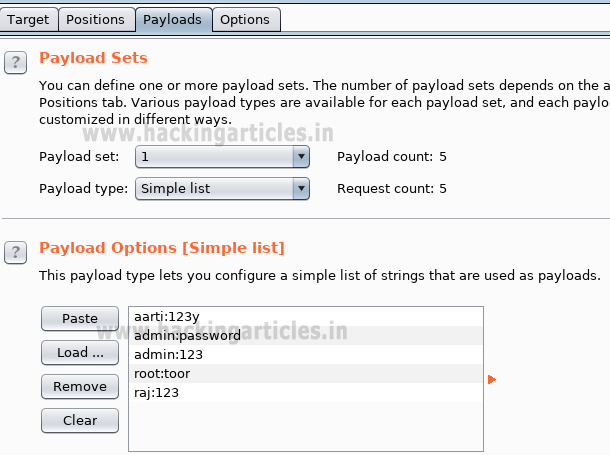 Target Positions Payloads Options
? Payload Sets
You can define one or more payload sets. The number of payload sets depends on the a
Positions tab. Various payload types are available for each payload set, and each paylo
customized in different ways.
www.hackingarticles.in
Payload set: 1 Payload count: 5
Payload type: Simple list Request count: 5
? Payload Options [Simple list]
This payload type lets you configure a simple list of strings that are used as payloads.
Paste
Load ...
Remove
Clear
aarti:123y
www.hackingarticles.in
admin:password
admin:123
root:toor
raj:123